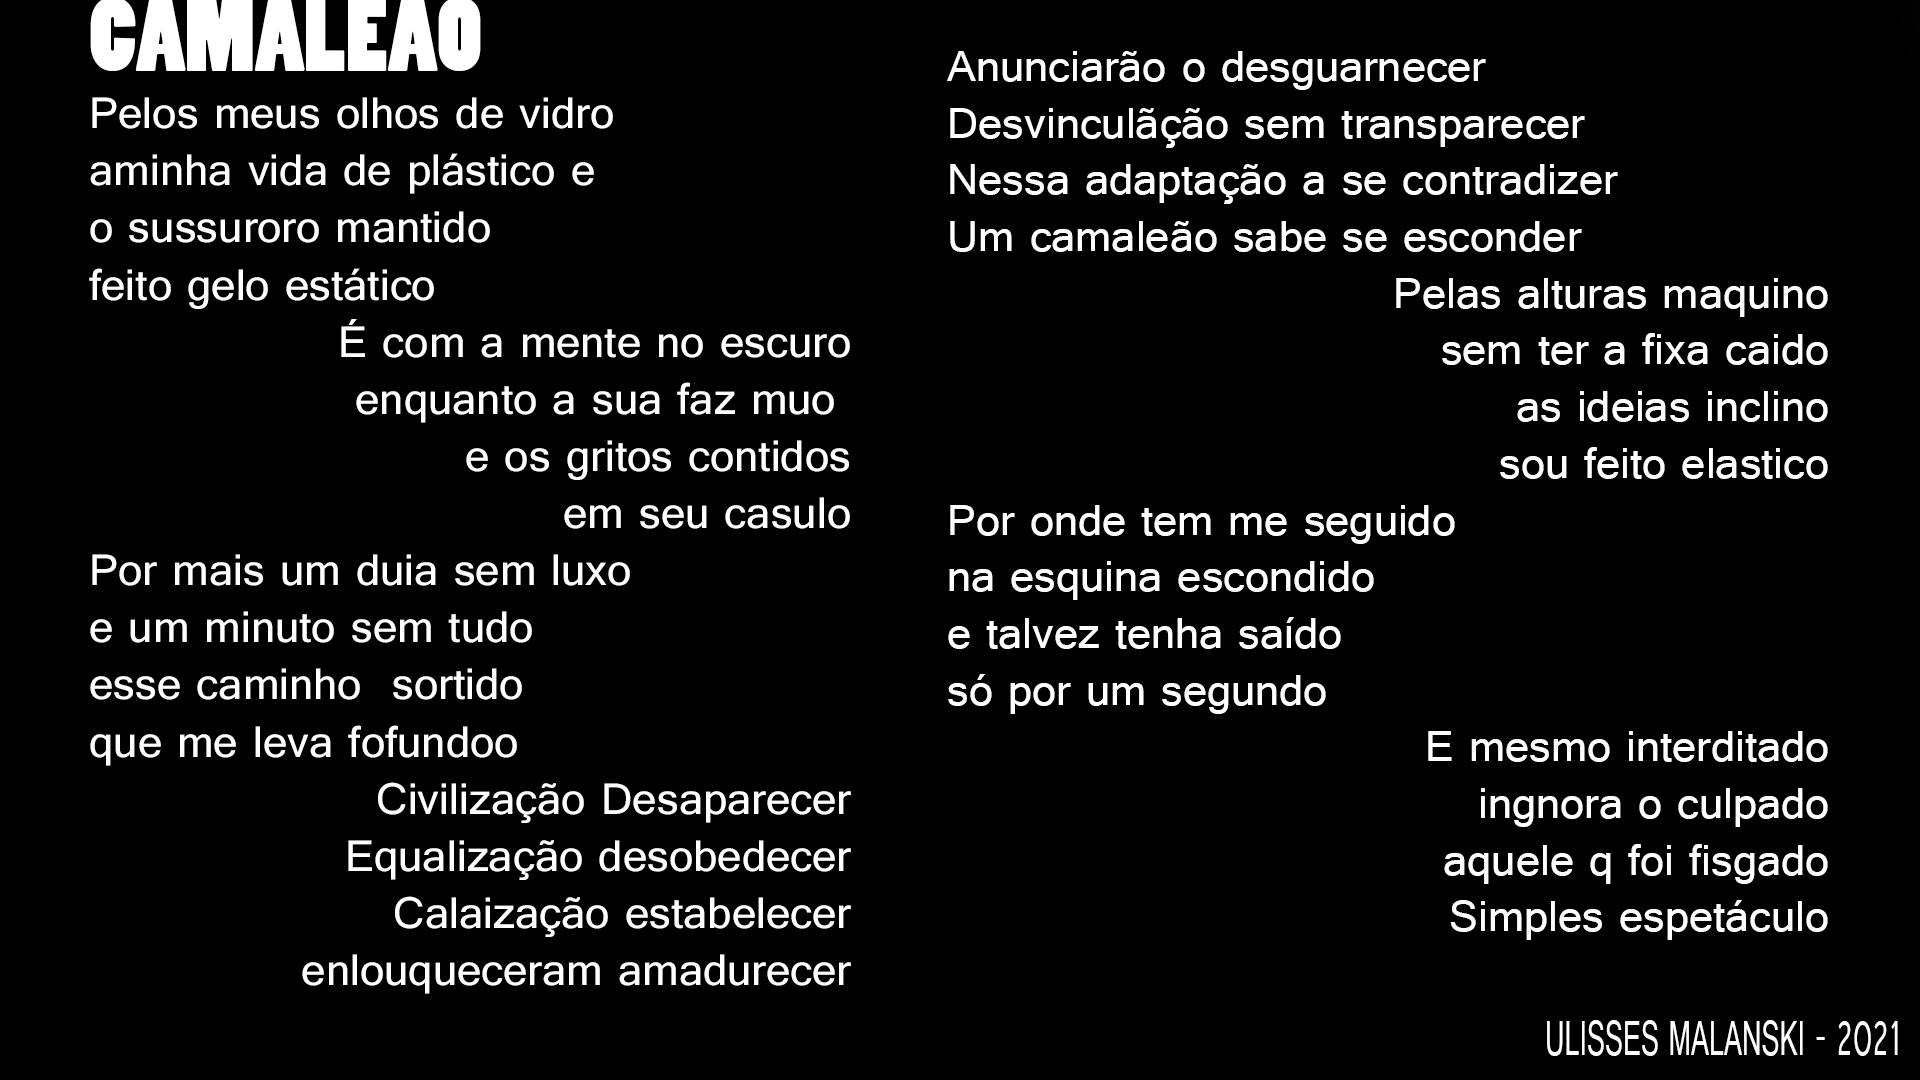 CAMALEAO
Pelos meus olhos de vidro
aminha vida de plástico e
o sussuroro mantido
feito gelo estático
É com a mente no escuro
enquanto a sua faz muo
e os gritos contidos
em seu casulo
Por mais um duia sem luxo
e um minuto sem tudo
esse caminho  sortido
que me leva fofundoo
Civilização Desaparecer
Equalização desobedecer
Calaização estabelecer
enlouqueceram amadurecer
Anunciarão o desguarnecer
Desvinculãção sem transparecer
Nessa adaptação a se contradizer
Um camaleão sabe se esconder
Pelas alturas maquino
sem ter a fixa caido
as ideias inclino
sou feito elastico
Por onde tem me seguido
na esquina escondido
e talvez tenha saído
só por um segundo
E mesmo interditado
ingnora o culpado
aquele q foi fisgado
Simples espetáculo
ULISSES MALANSKI - 2021